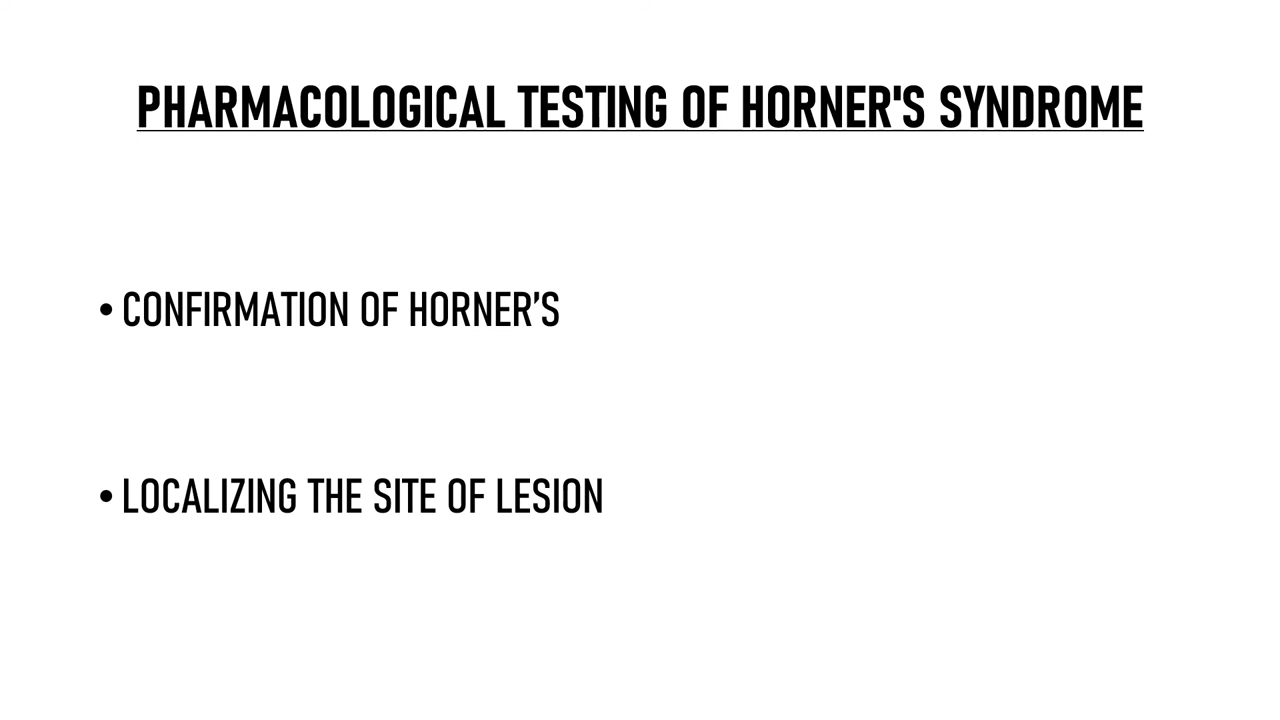 PHARMACOLOGICAL TESTING OF HORNER'S SYNDROME
• CONFIRMATION OF HORNER’S
• LOCALIZING THE SITE OF LESION